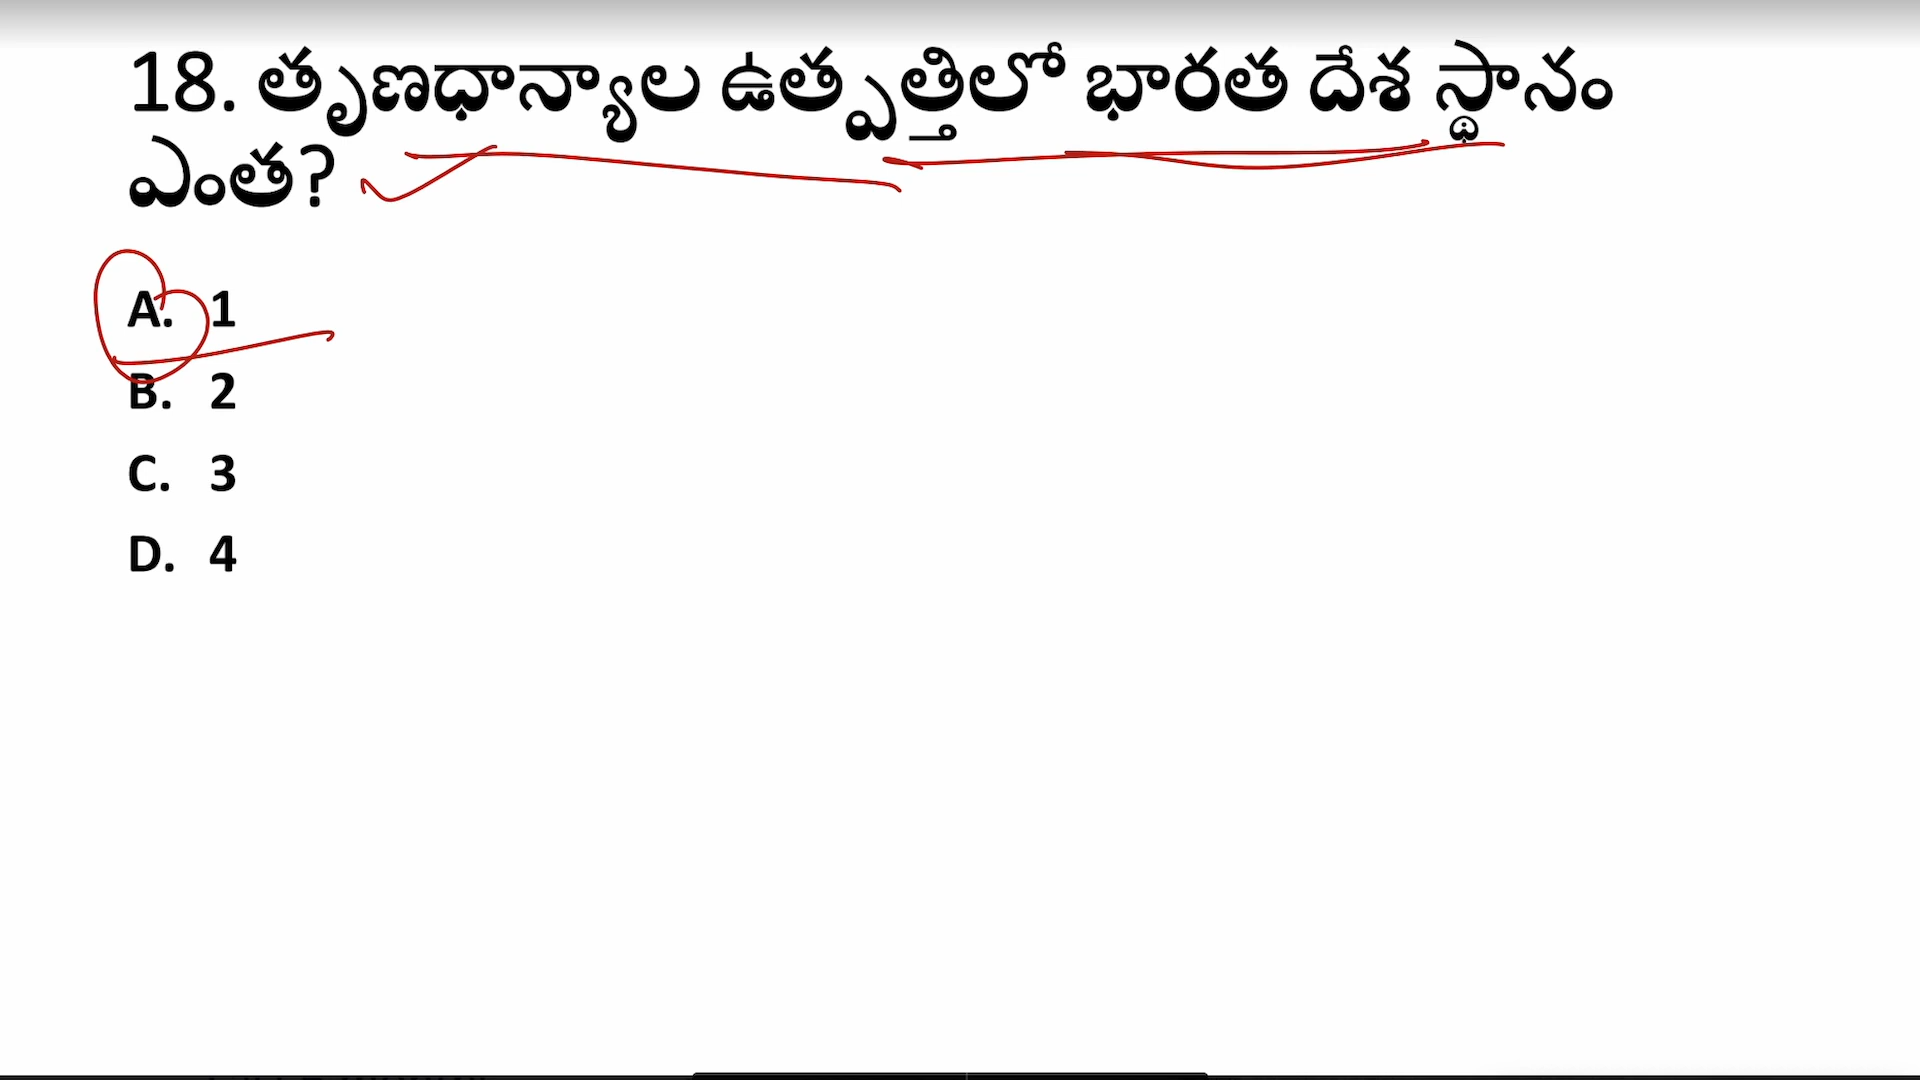 18. తృణధాన్యాల ఉత్పత్తిలో భారత దేశ స్థానం
ఎంత?
A. 1
B. 2
C. 3
D. 4